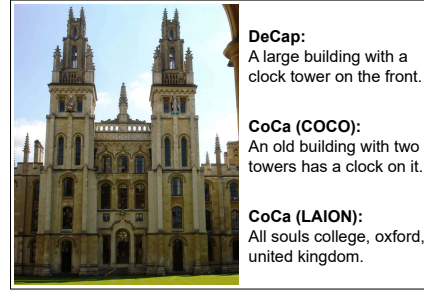 DeCap:
A large building with a
clock tower on the front.
CoCa (COCO):
An old building with two
towers has a clock on it.
CoCa (LAION):
All souls college, oxford,
united kingdom.